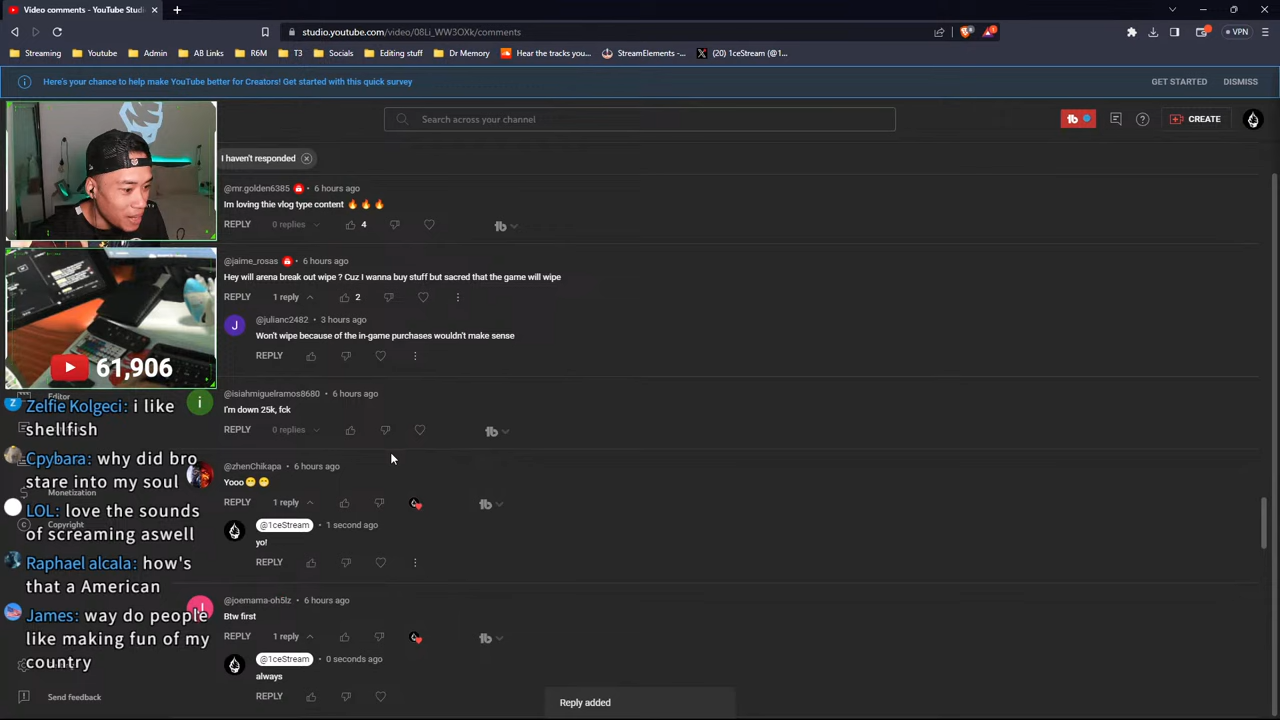 Video comments - YouTube Studio
studio.youtube.com/video/08Li_WW3OXk/comments
VPN
Streaming
Youtube
Admin
AB Links
R6M
T3
Socials
Editing stuff
Dr Memory
Hear the tracks you...
StreamElements - @1...
(20) 1ceStream (@1...
Here's your chance to help make YouTube better for Creators! Get started with this quick survey
GET STARTED
DISMISS
Search across your channel
CREATE
I haven't responded
@mr.golden6385 • 6 hours ago
Im loving thie vlog type content 🔥 🔥 🔥
REPLY 0 replies 4
@jaime_rosas • 6 hours ago
Hey will arena break out wipe ? Cuz I wanna buy stuff but sacred that the game will wipe
REPLY 1 reply 2
J
@julianc2482 • 3 hours ago
Won't wipe because of the in-game purchases wouldn't make sense
REPLY
61,906
Editor
i
@isiahmiguelramos8680 • 6 hours ago
I'm down 25k, fck
REPLY 0 replies
@zhenChikapa • 6 hours ago
Yooo 😁 😁
REPLY 1 reply
@1ceStream • 1 second ago
yo!
REPLY
@joemama-oh5lz • 6 hours ago
Btw first
REPLY 1 reply
@1ceStream • 0 seconds ago
always
REPLY
Zelfie Kolgeci: i like
shellfish
Cpybara: why did bro
stare into my soul
Monetization
LOL: love the sounds
of screaming aswell
Copyright
Raphael alcala: how's
that a American
James: way do people
like making fun of my
country
Send feedback
Reply added